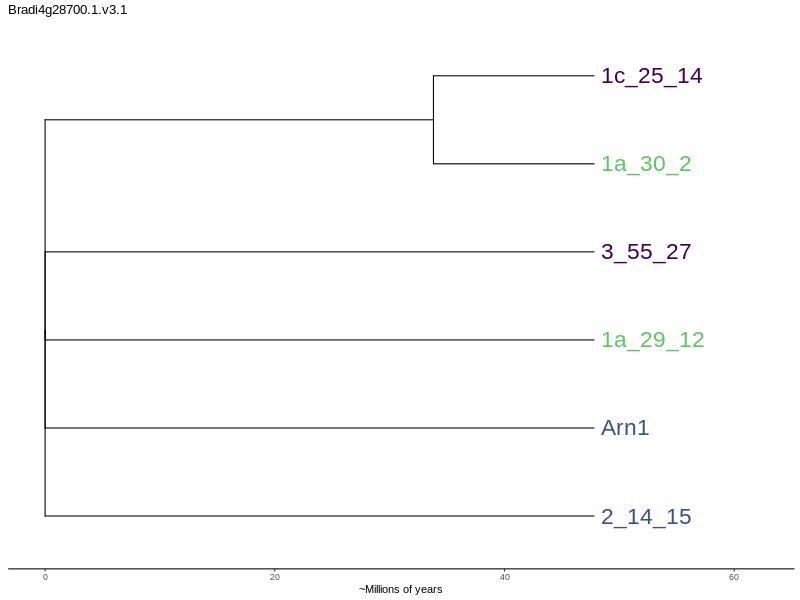 Bradi4g28700.1.v3.1
1c_25_14
1a_30_2
3_55_27
1a_29_12
Arn1
2_14_15
0 20 40 60
~Millions of years